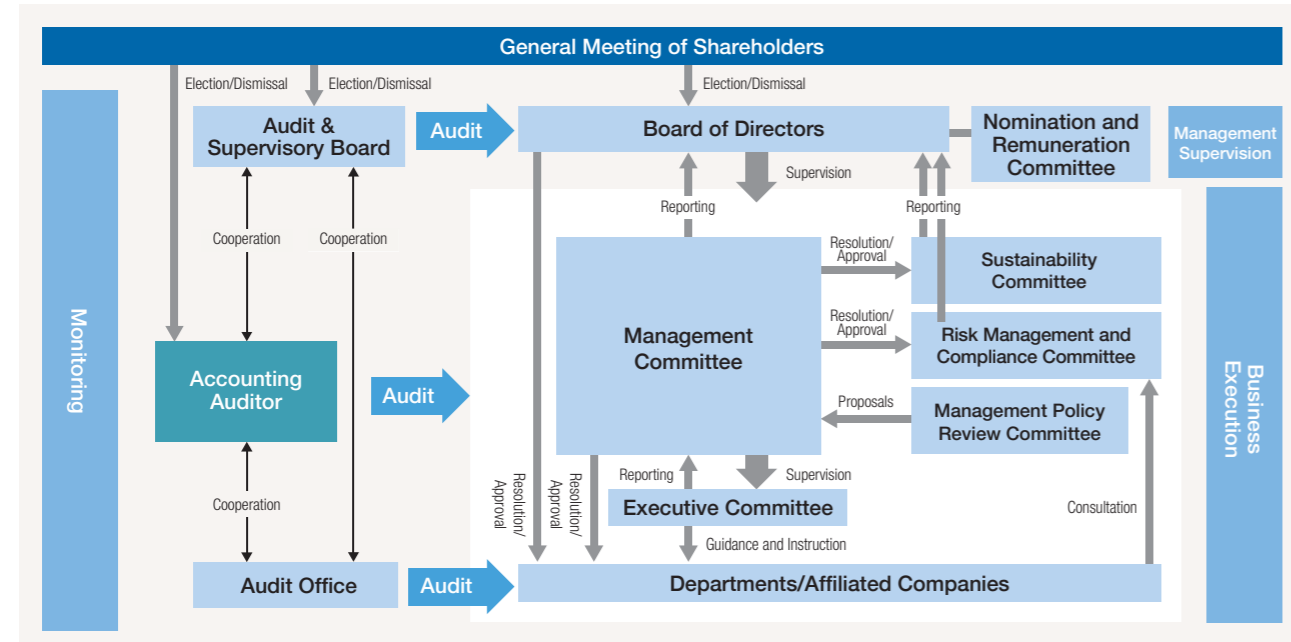 General Meeting of Shareholders
Election/Dismissal
Election/Dismissal
Election/Dismissal
Monitoring
Audit &
Supervisory Board
Audit
Board of Directors
Nomination and
Remuneration
Committee
Management
Supervision
Supervision
Reporting
Reporting
Cooperation
Cooperation
Resolution/
Approval
Sustainability
Committee
Management
Committee
Resolution/
Approval
Risk Management and
Compliance Committee
Accounting
Auditor
Audit
Proposals
Management Policy
Review Committee
Business
Execution
Resolution/
Approval
Resolution/
Approval
Reporting
Supervision
Executive Committee
Consultation
Cooperation
Guidance and Instruction
Audit Office
Audit
Departments/Affiliated Companies